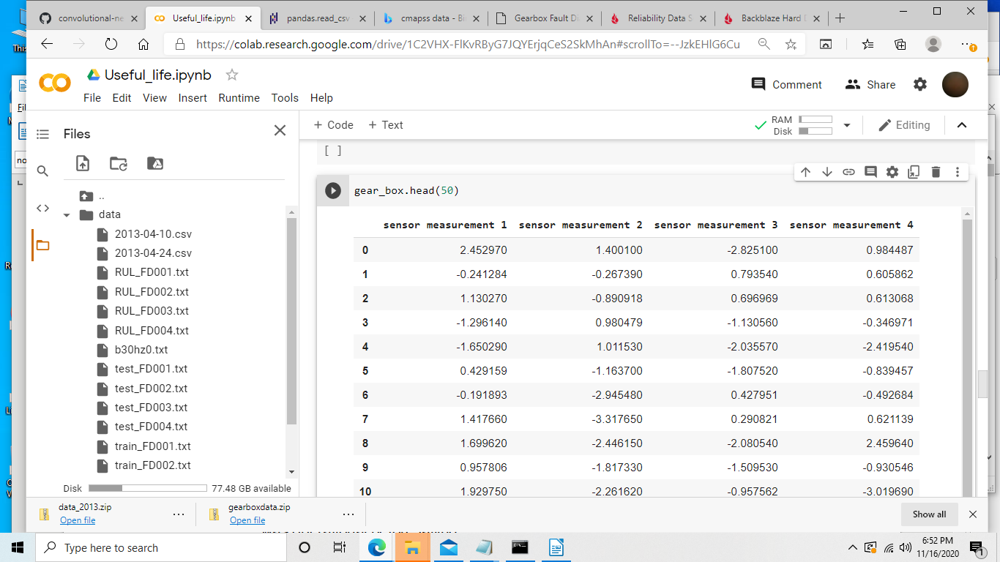 convolutional-ne
Useful_life.ipynb
pandas.read_csv
cmapss data - Bi
Gearbox Fault Di
Reliability Data S
Backblaze Hard D
https://colab.research.google.com/drive/1C2VHX-FlKvRByG7JQYErjqCeS2SkMhAn#scrollTo=--JzkEHlG6Cu
Useful_life.ipynb
File Edit View Insert Runtime Tools Help
Comment
Share
Files
+ Code + Text
RAM
Disk
Editing
[ ]
gear_box.head(50)
..
data
2013-04-10.csv
2013-04-24.csv
RUL_FD001.txt
RUL_FD002.txt
RUL_FD003.txt
RUL_FD004.txt
b30hz0.txt
test_FD001.txt
test_FD002.txt
test_FD003.txt
test_FD004.txt
train_FD001.txt
train_FD002.txt
Disk 77.48 GB available
sensor measurement 1 sensor measurement 2 sensor measurement 3 sensor measurement 4
0 2.452970 1.400100 -2.825100 0.984487
1 -0.241284 -0.267390 0.793540 0.605862
2 1.130270 -0.890918 0.696969 0.613068
3 -1.296140 0.980479 -1.130560 -0.346971
4 -1.650290 1.011530 -2.035570 -2.419540
5 0.429159 -1.163700 -1.807520 -0.839457
6 -0.191893 -2.945480 0.427951 -0.492684
7 1.417660 -3.317650 0.290821 0.621139
8 1.699620 -2.446150 -2.080540 2.459640
9 0.957806 -1.817330 -1.509530 -0.930546
10 1.929750 -2.261620 -0.957562 -3.019690
data_2013.zip
Open file
gearboxdata.zip
Open file
Show all
Type here to search
6:52 PM
11/16/2020
1